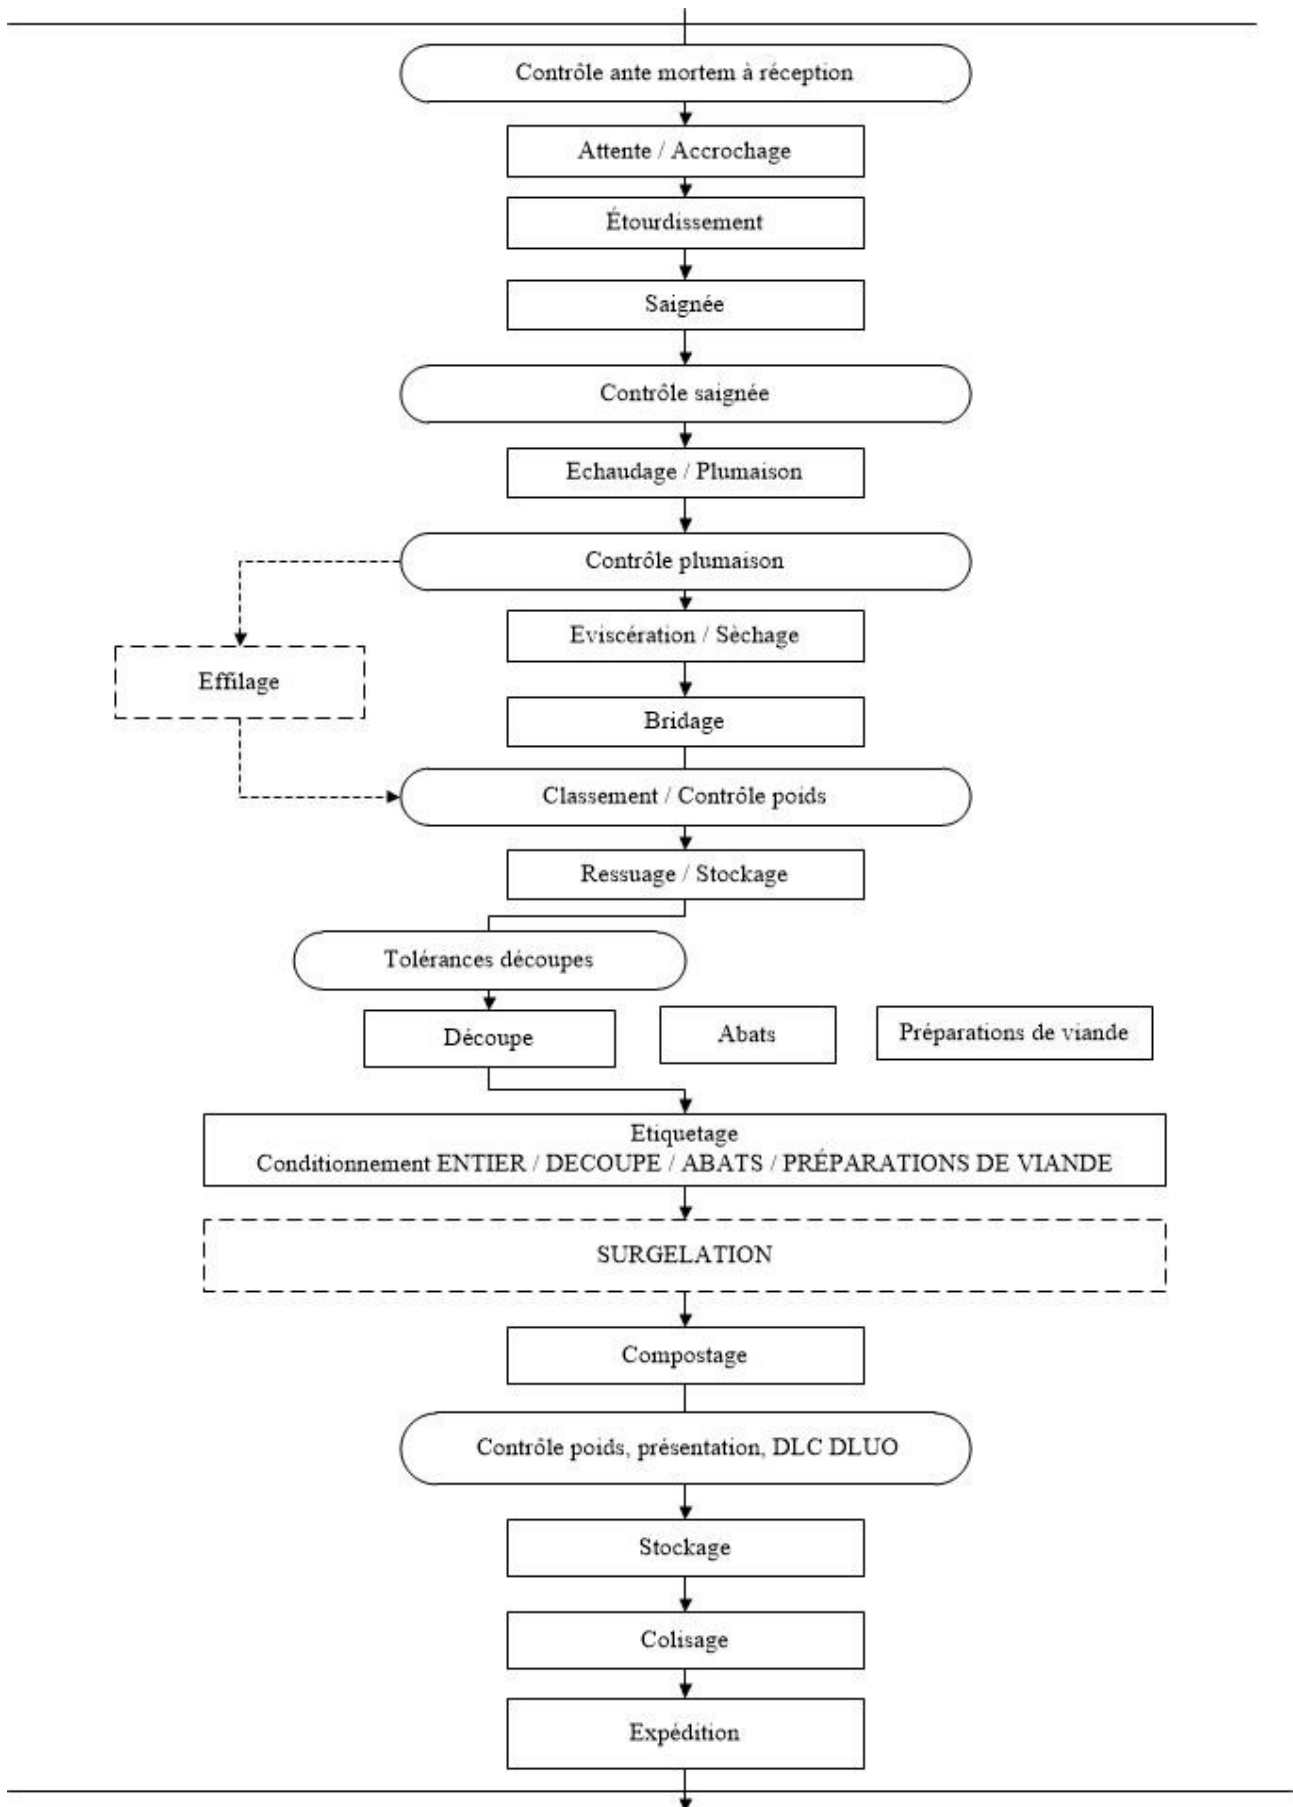 Contrôle ante mortem à réception
Attente / Accrochage
Étourdissement
Saignée
Contrôle saignée
Echaudage / Plumaison
Contrôle plumaison
Eviscération / Sèchage
Effilage
Bridage
Classement / Contrôle poids
Ressuage / Stockage
Tolérances découpes
Découpe
Abats
Préparations de viande
Etiquetage
Conditionnement ENTIER / DECOUPE / ABATS / PRÉPARATIONS DE VIANDE
SURGELATION
Compostage
Contrôle poids, présentation, DLC DLUO
Stockage
Colisage
Expédition